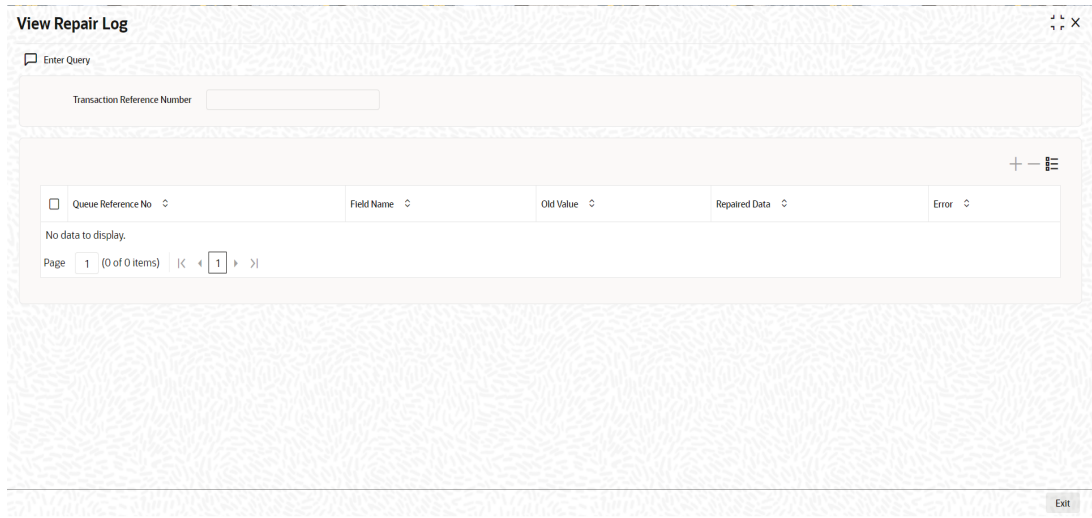 View Repair Log
Enter Query
Transaction Reference Number
Queue Reference No Field Name Old Value Repaired Data Error
No data to display.
Page 1 (0 of 0 items) 1
Exit